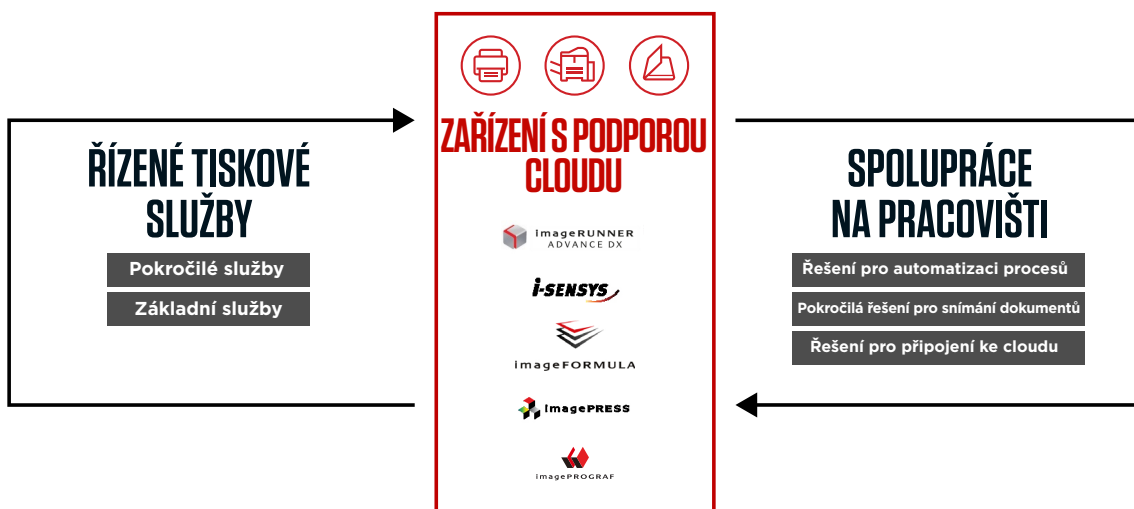 ŘÍZENÉ TISKOVÉ
SLUŽBY
Pokročilé služby
Základní služby
ZAŘÍZENÍ S PODPOROU
CLOUDU
imageRUNNER
ADVANCE DX
i-SENSYS
imageFORMULA
imagePRESS
imagePROGRAF
SPOLUPRÁCE
NA PRACOVIŠTI
Řešení pro automatizaci procesů
Pokročilá řešení pro snímání dokumentů
Řešení pro připojení ke cloudu